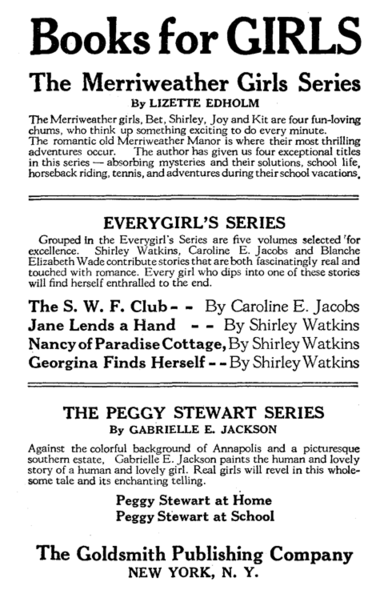 Books for GIRLS
The Merriweather Girls Series
By LIZETTE EDHOLM
The Merriweather girls, Bet, Shirley, Joy and Kit are four fun-loving
chums, who think up something exciting to do every minute.
The romantic old Merriweather Manor is where their most thrilling
adventures occur. The author has given us four exceptional titles
in this series — absorbing mysteries and their solutions, school life,
horseback riding, tennis, and adventures during their school vacations.
EVERYGIRL'S SERIES
Grouped in the Everygirl's Series are five volumes selected 'for
excellence. Shirley Watkins, Caroline E. Jacobs and Blanche
Elizabeth Wade contribute stories that are both fascinatingly real and
touched with romance. Every girl who dips into one of these stories
will find herself enthralled to the end.
The S. W. F. Club - - By Caroline E. Jacobs
Jane Lends a Hand - - By Shirley Watkins
Nancy of Paradise Cottage, By Shirley Watkins
Georgina Finds Herself - - By Shirley Watkins
THE PEGGY STEWART SERIES
By GABRIELLE E. JACKSON
Against the colorful background of Annapolis and a picturesque
southern estate, Gabrielle E. Jackson paints the human and lovely
story of a human and lovely girl. Real girls will revel in this whole-
some tale and its enchanting telling.
Peggy Stewart at Home
Peggy Stewart at School
The Goldsmith Publishing Company
NEW YORK, N. Y.